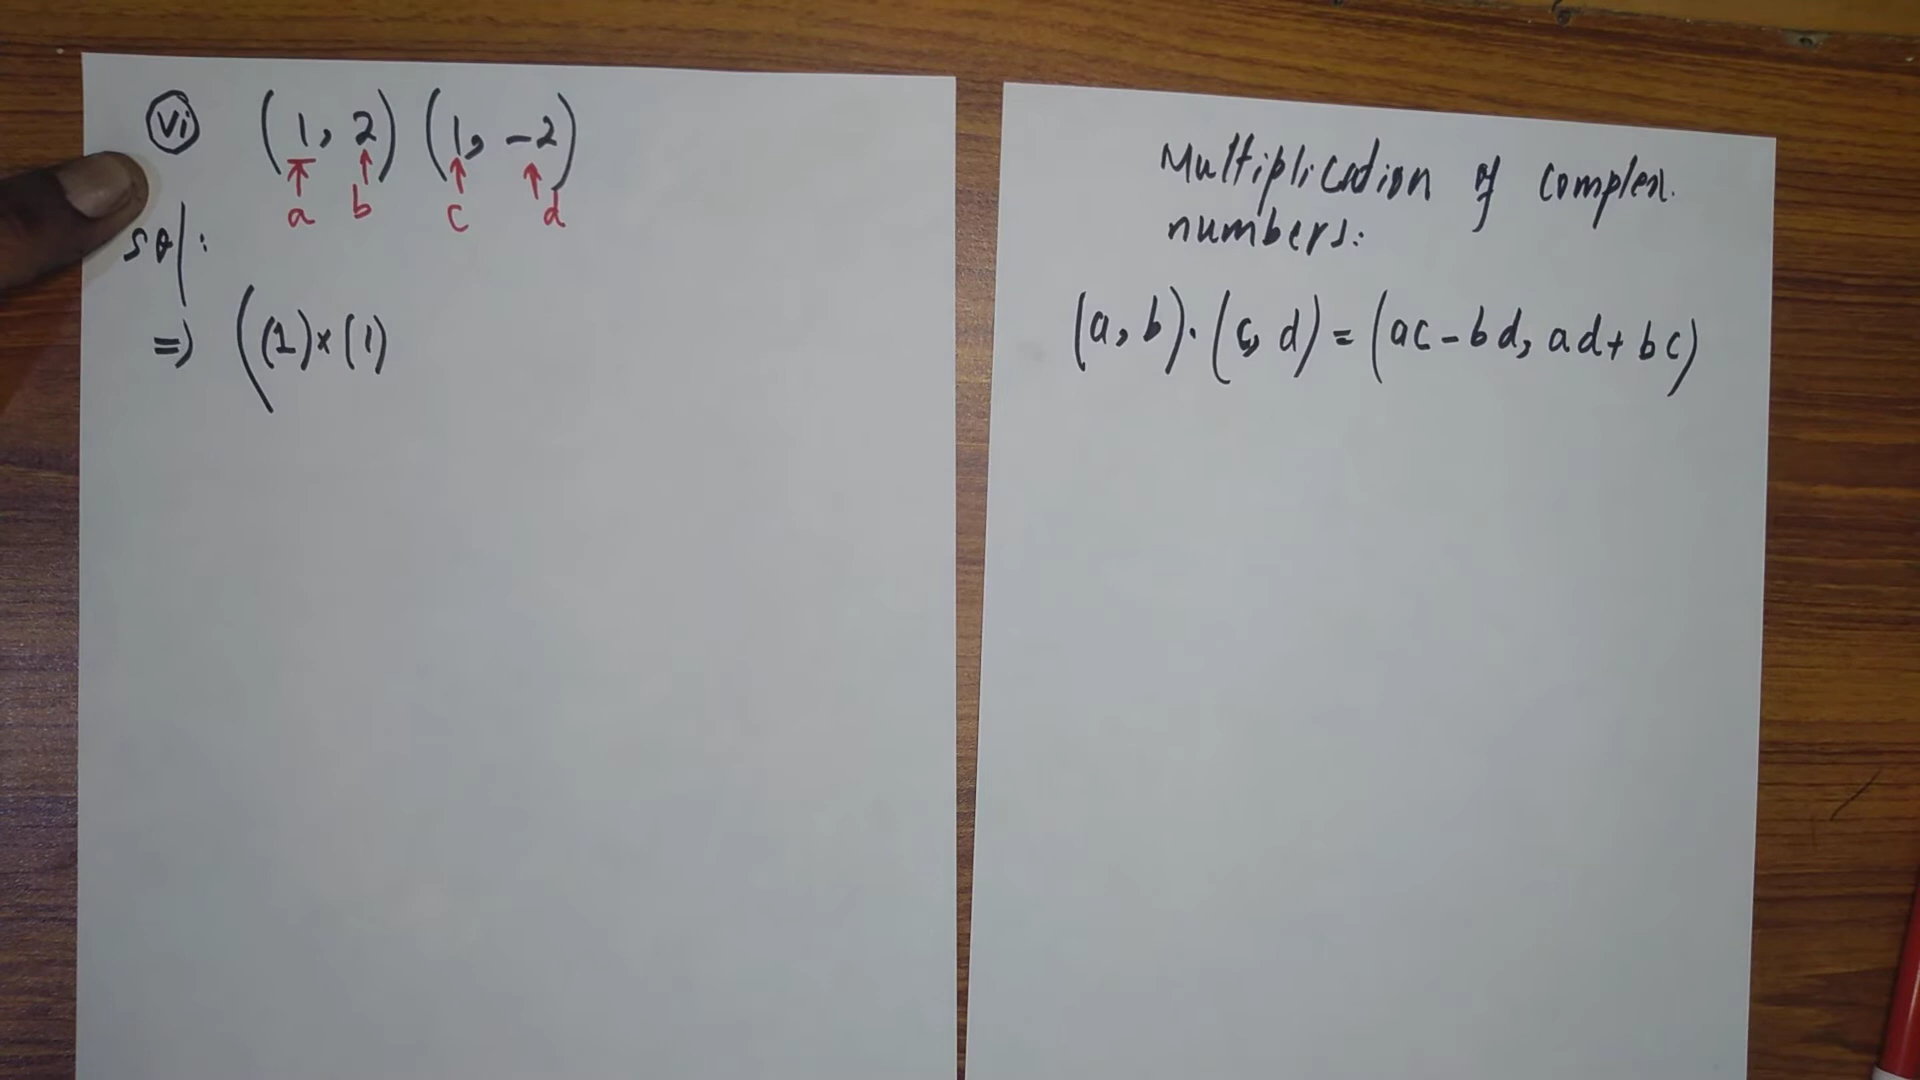 (vi) (1, 2) (1, -2)
a b c d
sol:
=> ((1)×(1)
Multiplication of complex.
numbers:
(a, b).(c, d) = (ac-bd, ad+bc)